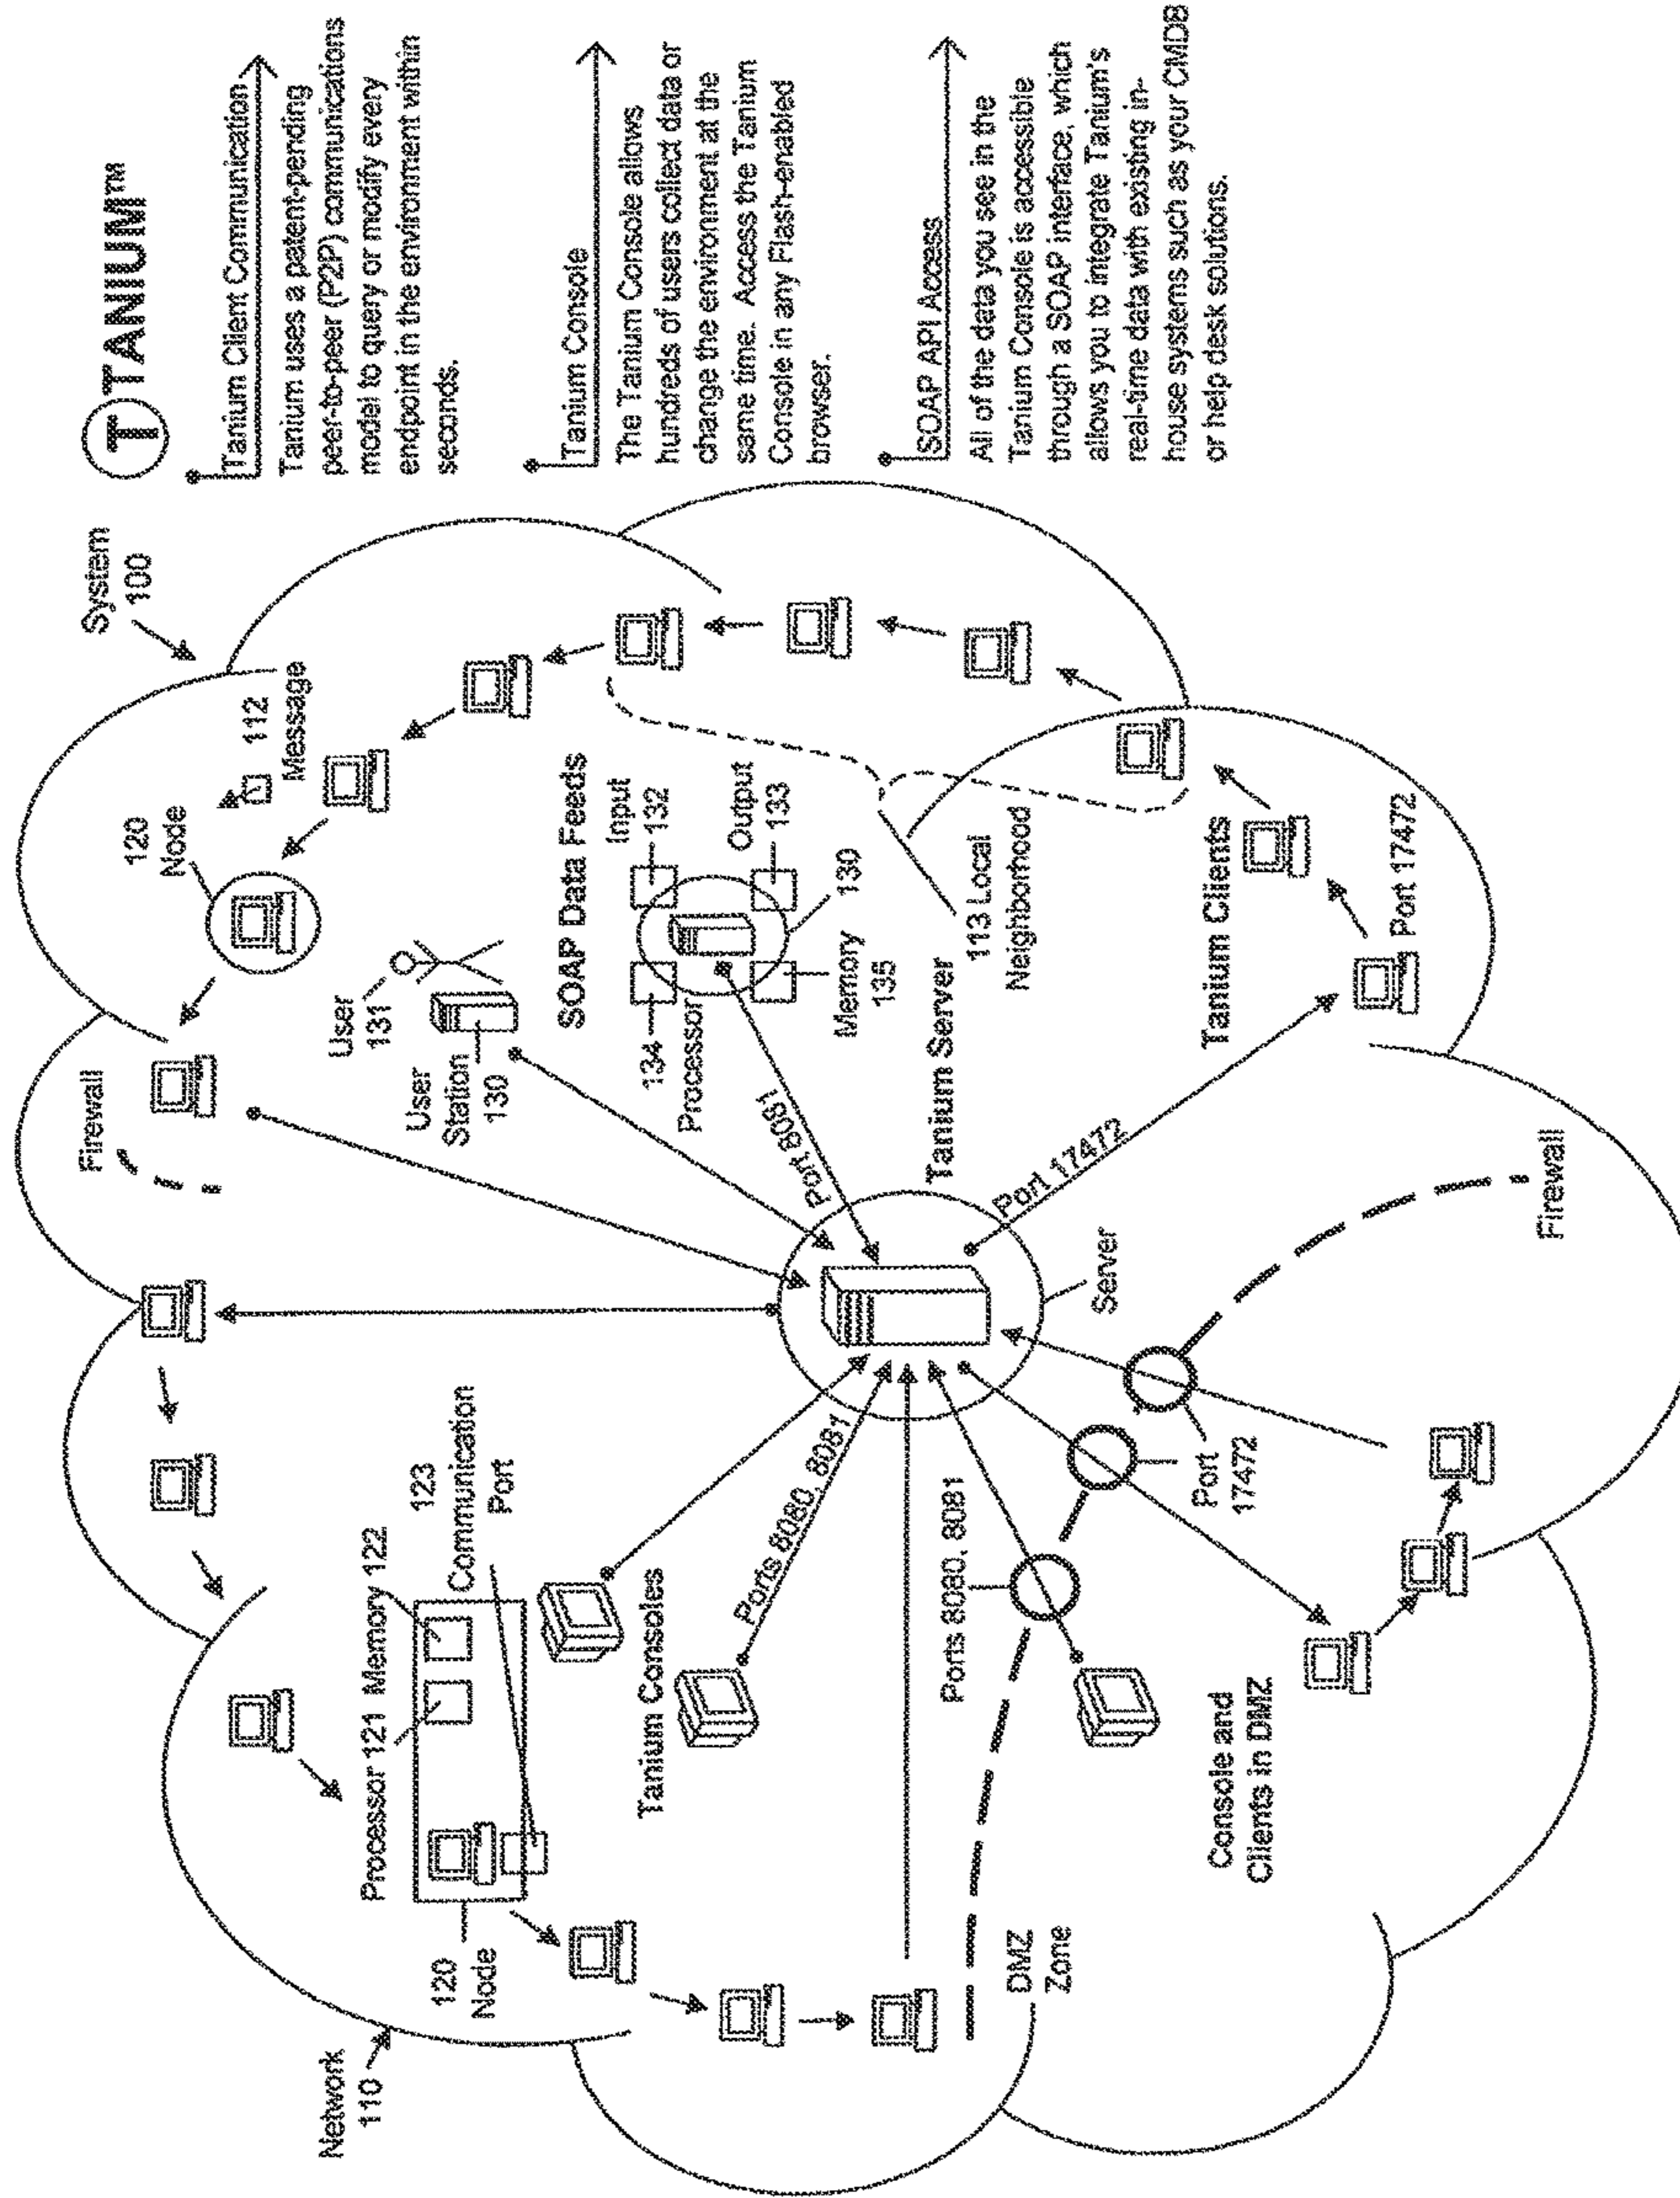 System
100
TTANIUM™
Tanium Client Communication
Tanium uses a patent-pending
peer-to-peer (P2P) communications
model to query or modify every
endpoint in the environment within
seconds.
Tanium Console
The Tanium Console allows
hundreds of users collect data or
change the environment at the
same time. Access the Tanium
Console in any Flash-enabled
browser.
SOAP API Access
All of the data you see in the
Tanium Console is accessible
through a SOAP interface, which
allows you to integrate Tanium's
real-time data with existing in-
house systems such as your CMDB
or help desk solutions.
Network
110
Firewall
120
Node
112
Message
Processor 121 Memory 122
123
Communication
Port
120
Node
User
131
User
Station
130
SOAP Data Feeds
Input
132
134
Processor
Output
133
130
Memory
135
Port 8081
Tanium Consoles
Ports 8080, 8081
Tanium Server
113 Local
Neighborhood
Ports 8080, 8081
Port 17472
DMZ
Zone
Server
Port
17472
Tanium Clients
Port 17472
Console and
Clients in DMZ
Firewall